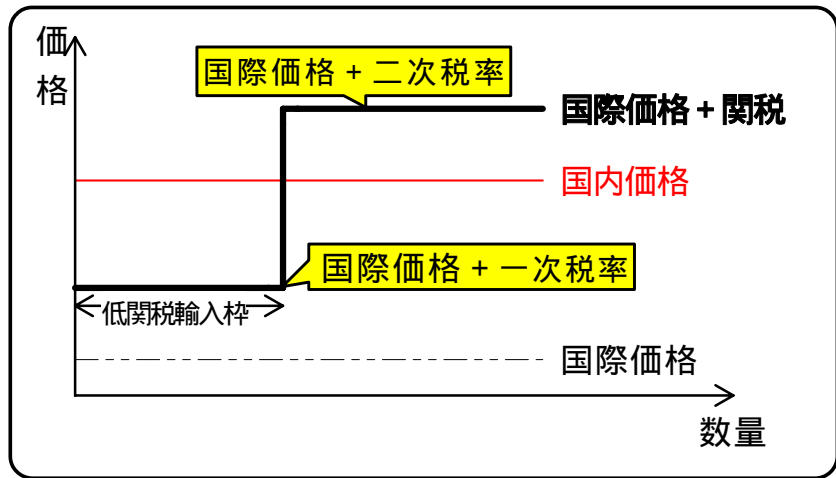 価格
国際価格 + 二次税率
国際価格 + 関税
国内価格
国際価格 + 一次税率
低関税輸入枠
国際価格
数量